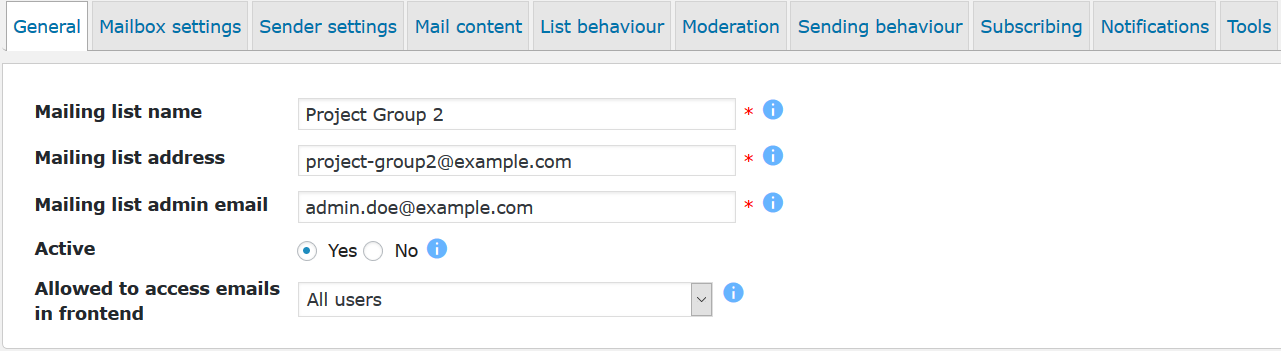 General Mailbox settings Sender settings Mail content List behaviour Moderation Sending behaviour Subscribing Notifications Tools
Mailing list name Project Group 2 * i
Mailing list address project-group2@example.com * i
Mailing list admin email admin.doe@example.com * i
Active Yes No i
Allowed to access emails
in frontend All users i